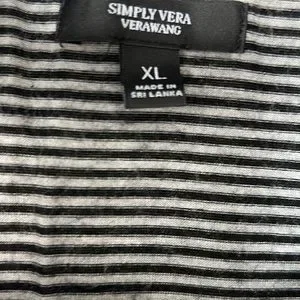 SIMPLY VERA
VERAWANG
XL
MADE IN
SRI LANKA